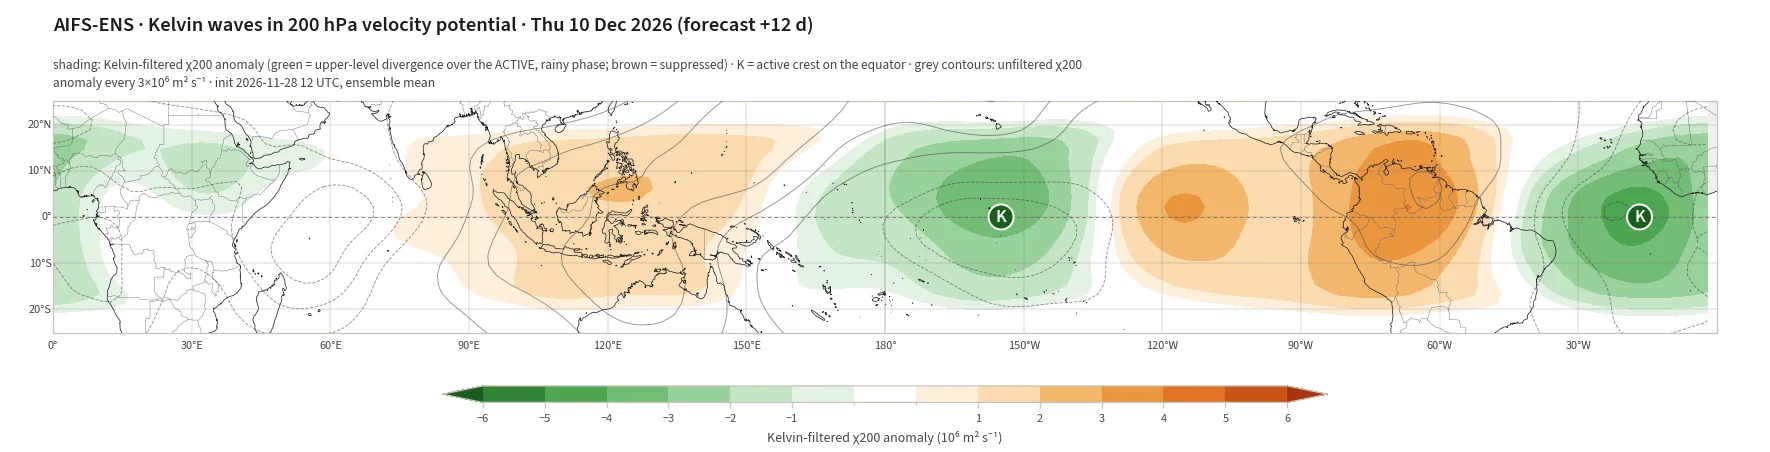 AIFS-ENS · Kelvin waves in 200 hPa velocity potential · Thu 10 Dec 2026 (forecast +12 d)
shading: Kelvin-filtered χ200 anomaly (green = upper-level divergence over the ACTIVE, rainy phase; brown = suppressed) · K = active crest on the equator · grey contours: unfiltered χ200
anomaly every 3×10⁶ m² s⁻¹ · init 2026-11-28 12 UTC, ensemble mean
20°N
10°N
0°
10°S
20°S
K
K
0° 30°E 60°E 90°E 120°E 150°E 180° 150°W 120°W 90°W 60°W 30°W
−6 −5 −4 −3 −2 −1 1 2 3 4 5 6
Kelvin-filtered χ200 anomaly (10⁶ m² s⁻¹)